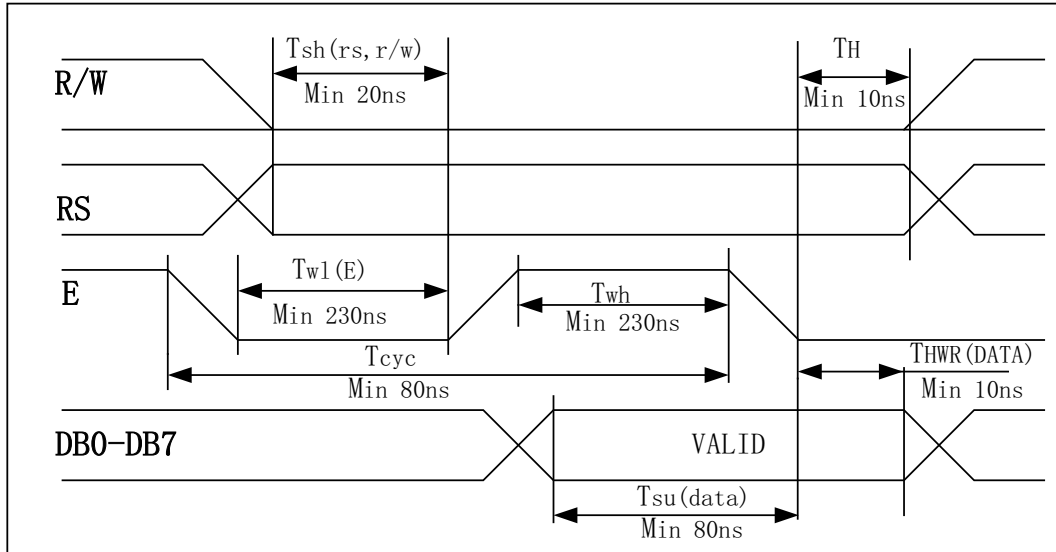 Tsh(rs,r/w)
TH
R/W
Min 20ns
Min 10ns
RS
Twl(E)
E
Twh
Min 230ns
Min 230ns
Tcyc
THWR(DATA)
Min 80ns
Min 10ns
DB0-DB7
VALID
Tsu(data)
Min 80ns